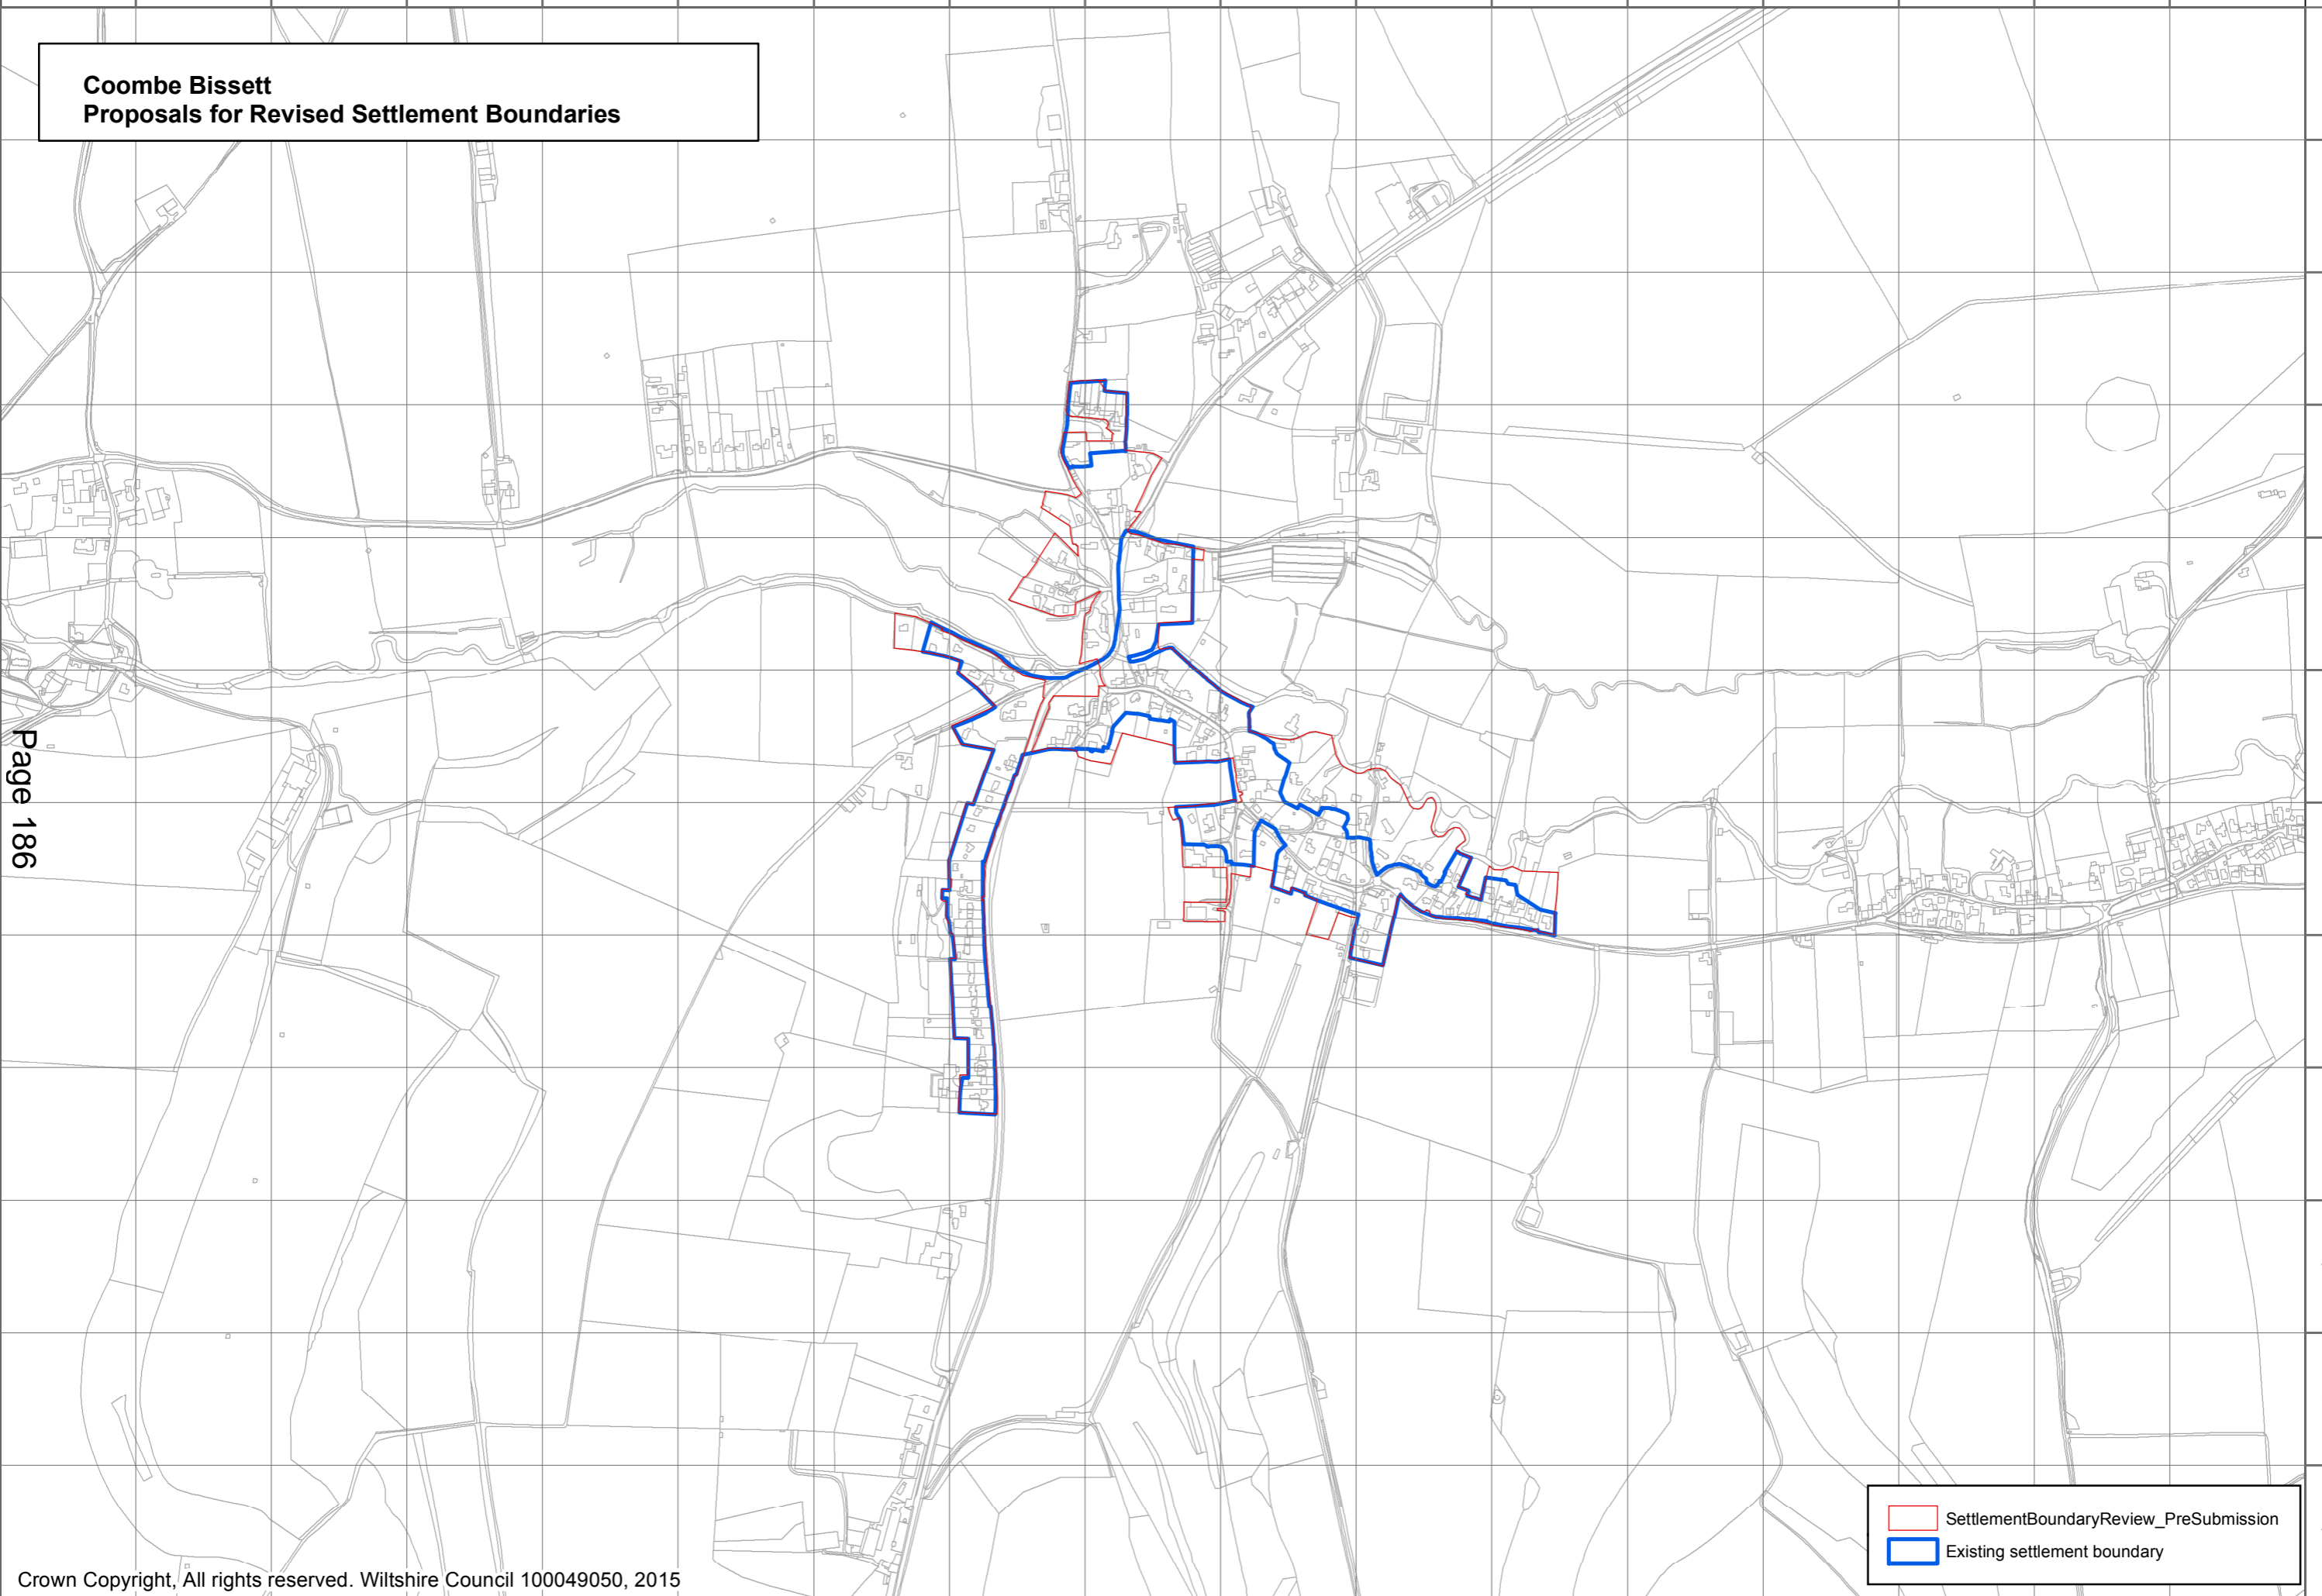 Coombe Bissett
Proposals for Revised Settlement Boundaries
Page 186
SettlementBoundaryReview_PreSubmission
Existing settlement boundary
Crown Copyright, All rights reserved. Wiltshire Council 100049050, 2015